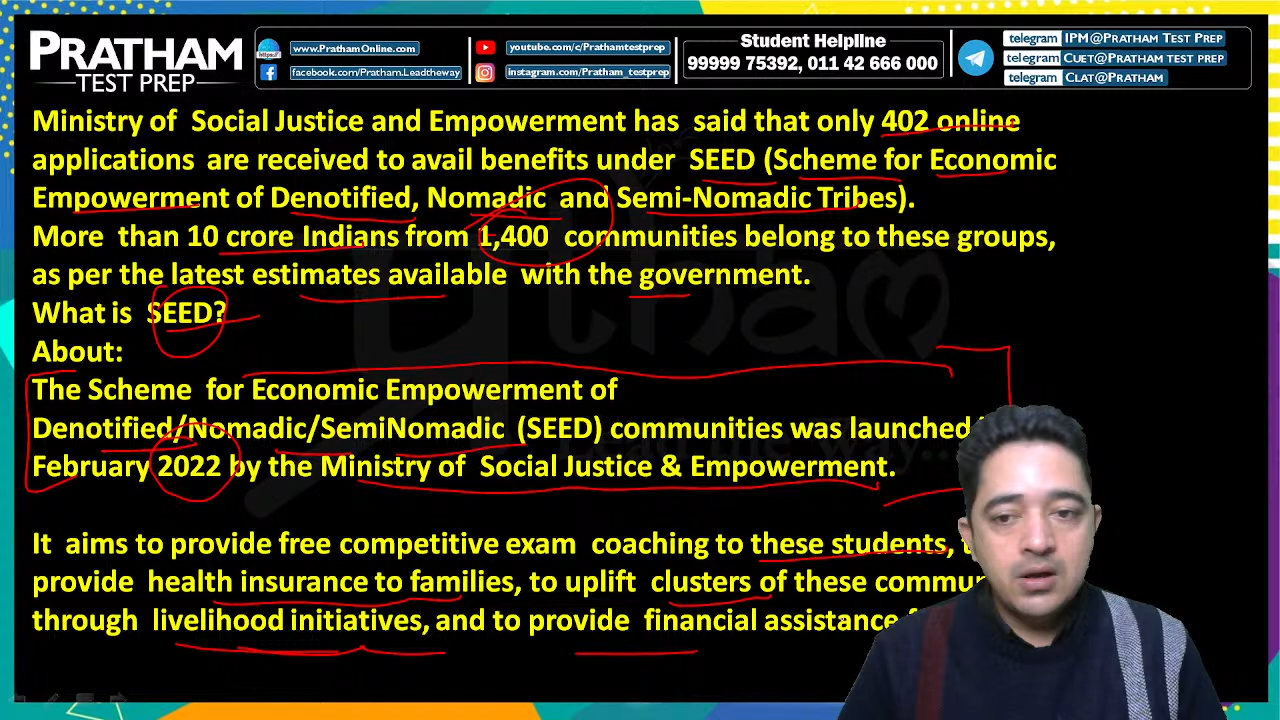 PRATHAM
TEST PREP
https://
www.PrathamOnline.com
facebook.com/Pratham.Leadtheway
youtube.com/c/Prathamtestprep
instagram.com/Pratham_testprep
Student Helpline
99999 75392, 011 42 666 000
telegram IPM@PRATHAM TEST PREP
telegram CUET@PRATHAM TEST PREP
telegram CLAT@PRATHAM
Ministry of Social Justice and Empowerment has said that only 402 online
applications are received to avail benefits under SEED (Scheme for Economic
Empowerment of Denotified, Nomadic and Semi-Nomadic Tribes).
More than 10 crore Indians from 1,400 communities belong to these groups,
as per the latest estimates available with the government.
What is SEED?
About:
The Scheme for Economic Empowerment of
Denotified/Nomadic/SemiNomadic (SEED) communities was launched
February 2022 by the Ministry of Social Justice & Empowerment.
It aims to provide free competitive exam coaching to these students,
provide health insurance to families, to uplift clusters of these
through livelihood initiatives, and to provide financial assistance